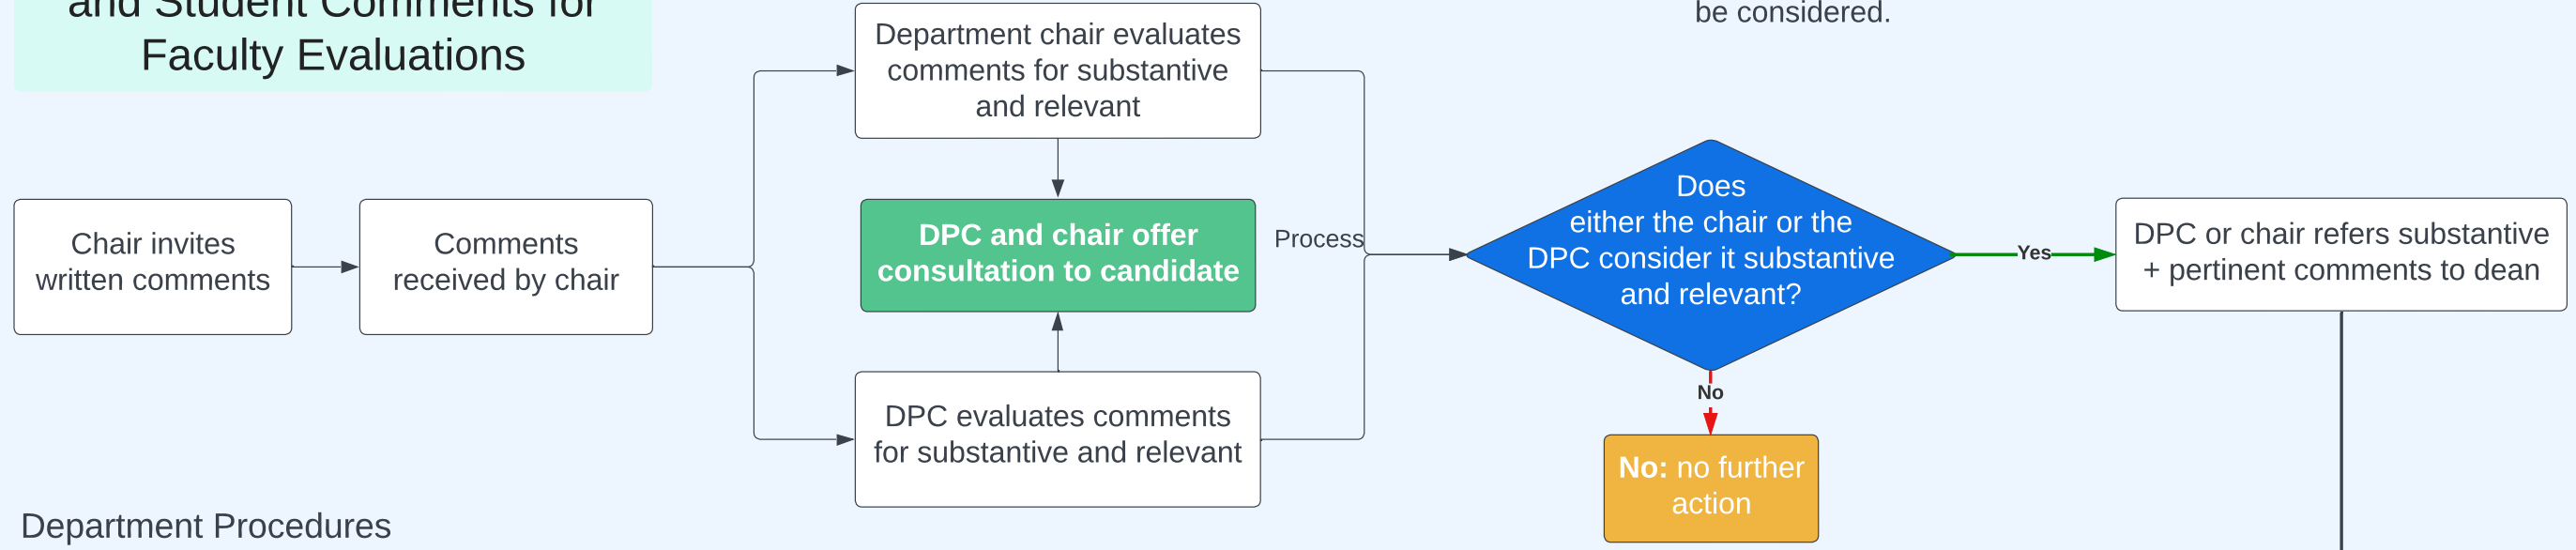 and Student Comments for
Faculty Evaluations
be considered.
Chair invites
written comments
Comments
received by chair
Department chair evaluates
comments for substantive
and relevant
DPC and chair offer
consultation to candidate
DPC evaluates comments
for substantive and relevant
Process
Does
either the chair or the
DPC consider it substantive
and relevant?
Yes
DPC or chair refers substantive
+ pertinent comments to dean
No
No: no further
action
Department Procedures